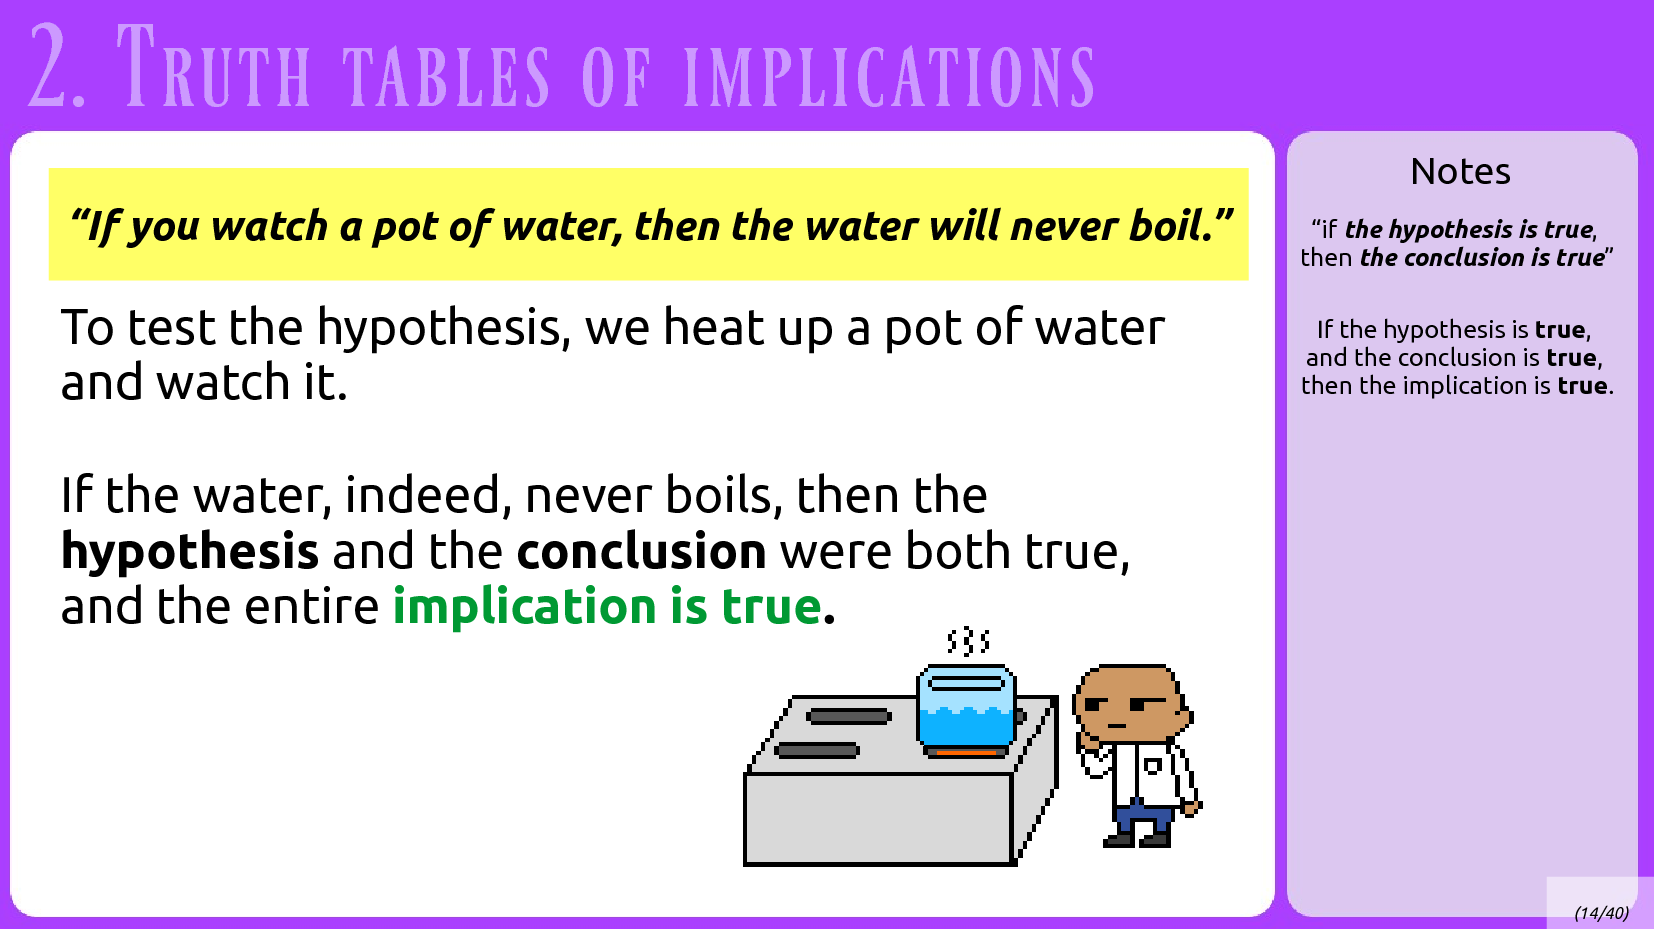 2. Truth tables of implications
“If you watch a pot of water, then the water will never boil.”
To test the hypothesis, we heat up a pot of water
and watch it.
If the water, indeed, never boils, then the
hypothesis and the conclusion were both true,
and the entire implication is true.
Notes
“if the hypothesis is true,
then the conclusion is true”
If the hypothesis is true,
and the conclusion is true,
then the implication is true.
(14/40)